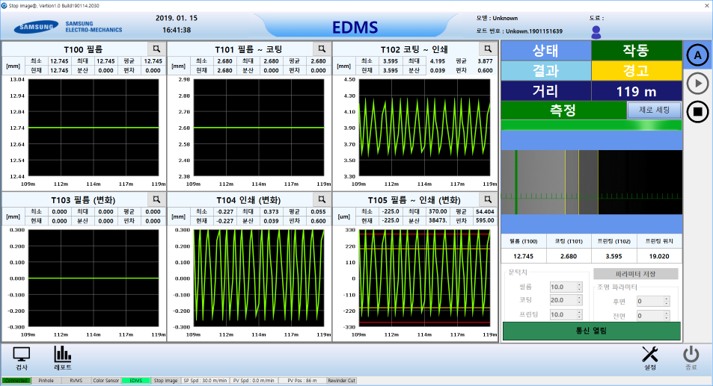 Stop Image화, Verition1.0 Build190114.2050
SAMSUNG
SAMSUNG
ELECTRO-MECHANICS
2019. 01. 15
16:41:38
EDMS
모델 : Unknown
도료 :
로드 번호 : Unkown.1901151639
T100 필름
최소 12.745 최대 12.745 평균 12.745
[mm]
현재 12.745 분산 0.000 편차 0.000
13.04
12.94
12.84
12.74
12.64
12.54
12.44
109m 112m 114m 117m 119m
T101 필름 ~ 코팅
최소 2.680 최대 2.680 평균 2.680
[mm]
현재 2.680 분산 0.000 편차 0.000
2.98
2.88
2.78
2.68
2.58
2.48
2.38
109m 112m 114m 117m 119m
T102 코팅 ~ 인쇄
최소 3.595 최대 4.195 평균 3.877
[mm]
현재 3.595 분산 0.039 편차 0.600
4.50
4.30
4.10
3.90
3.70
3.50
3.30
109m 112m 114m 117m 119m
T103 필름 (변화)
최소 0.000 최대 0.000 평균 0.000
[mm]
현재 0.000 분산 0.000 편차 0.000
0.300
0.200
0.100
0.000
-0.100
-0.200
-0.300
109m 112m 114m 117m 119m
T104 인쇄 (변화)
최소 -0.227 최대 0.373 평균 0.055
[mm]
현재 -0.227 분산 0.039 편차 0.600
0.300
0.200
0.100
0.000
-0.100
-0.200
-0.300
109m 112m 114m 117m 119m
T105 필름 ~ 인쇄 (변화)
최소 -225.0 최대 370.00 평균 54.404
[um]
현재 -225.0 분산 38473. 편차 595.00
330
220
110
0
-110
-220
-330
109m 112m 114m 117m 119m
상태 작동
결과 경고
거리 119 m
측정 재로 세팅
A
필름 (T100) 코팅 (T101) 프린팅 (T102) 프린팅 위치
12.745 2.680 3.595 19.020
문턱치
필름 10.0
코팅 20.0
프린팅 10.0
파라미터 저장
조명 파라미터
후면 0
전면 0
통신 열림
검사
레포트
설정
종료
Connected PinHole RVMS Color Sensor EDMS Stop Image SP Spd : 50.0 m/min PV Spd : 0.0 m/min PV Pos : 66 m Rewinder Cut